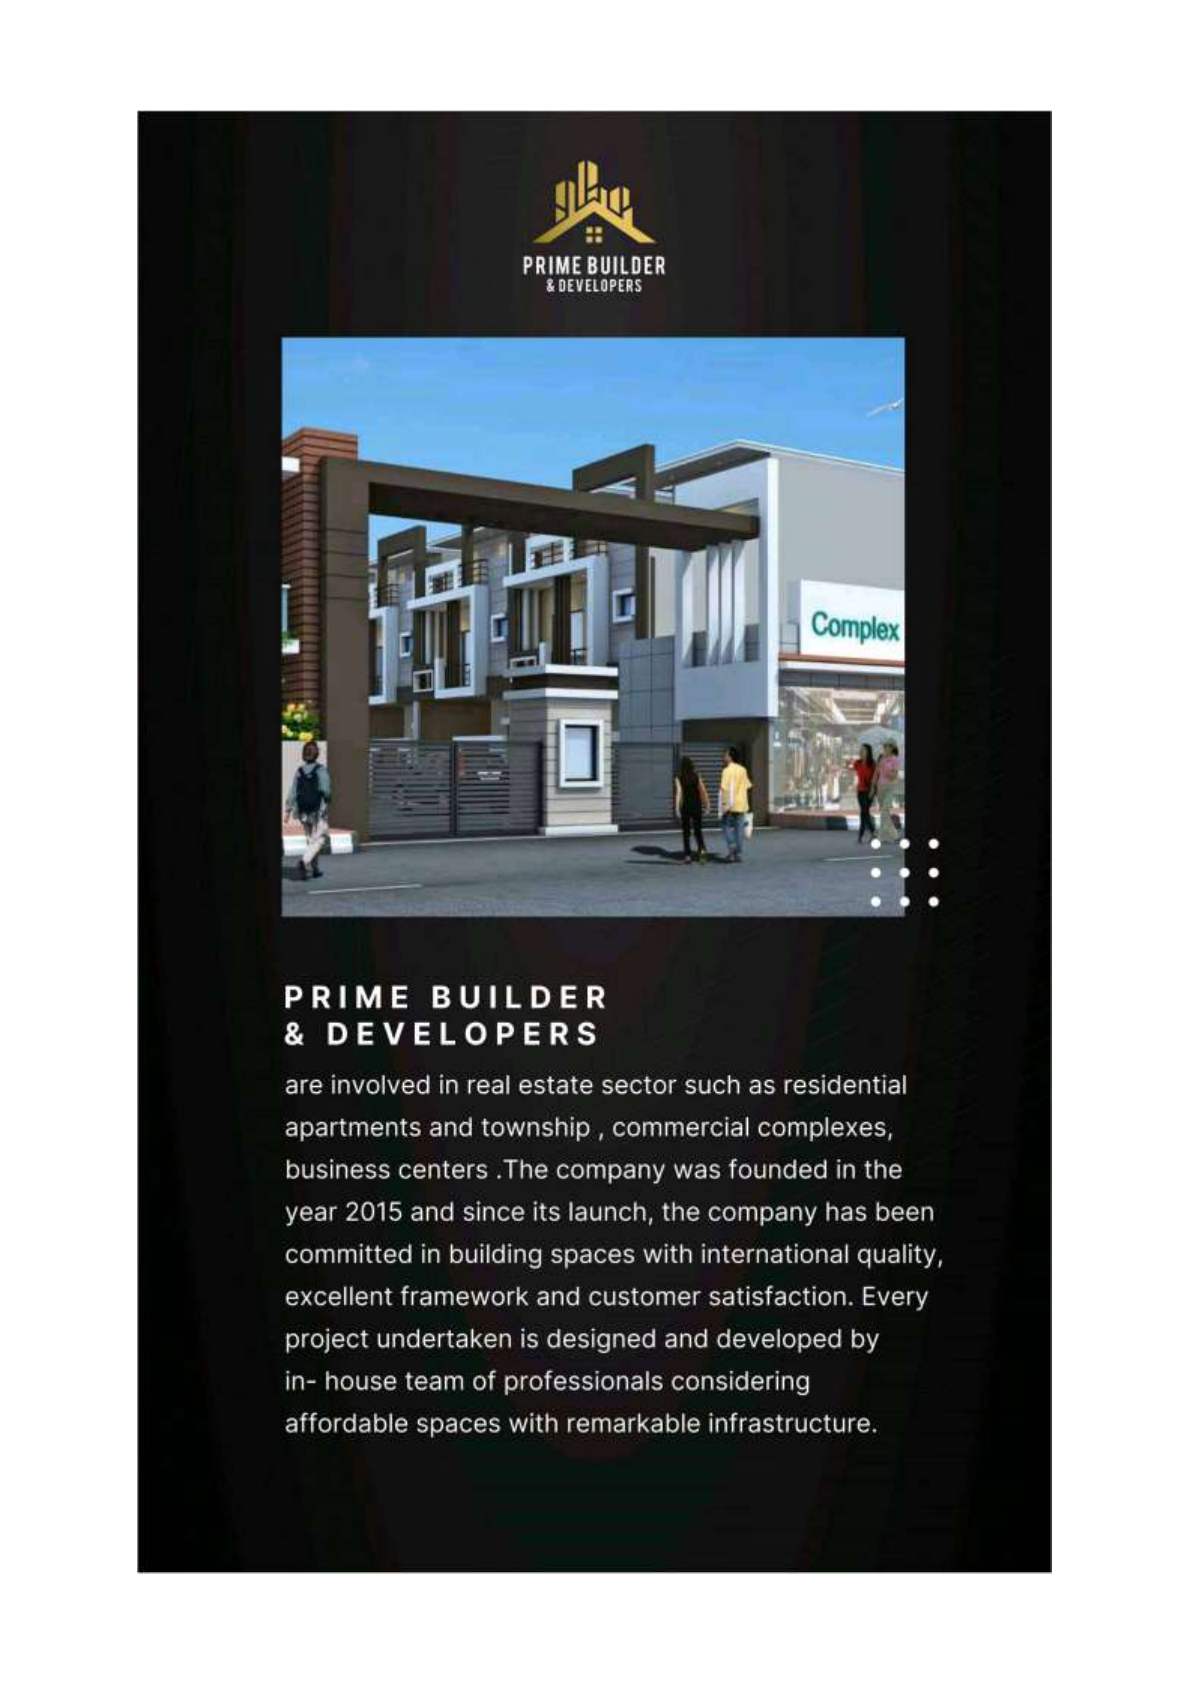 PRIME BUILDER
& DEVELOPERS
Complex
PRIME BUILDER
& DEVELOPERS
are involved in real estate sector such as residential
apartments and township , commercial complexes,
business centers .The company was founded in the
year 2015 and since its launch, the company has been
committed in building spaces with international quality,
excellent framework and customer satisfaction. Every
project undertaken is designed and developed by
in- house team of professionals considering
affordable spaces with remarkable infrastructure.